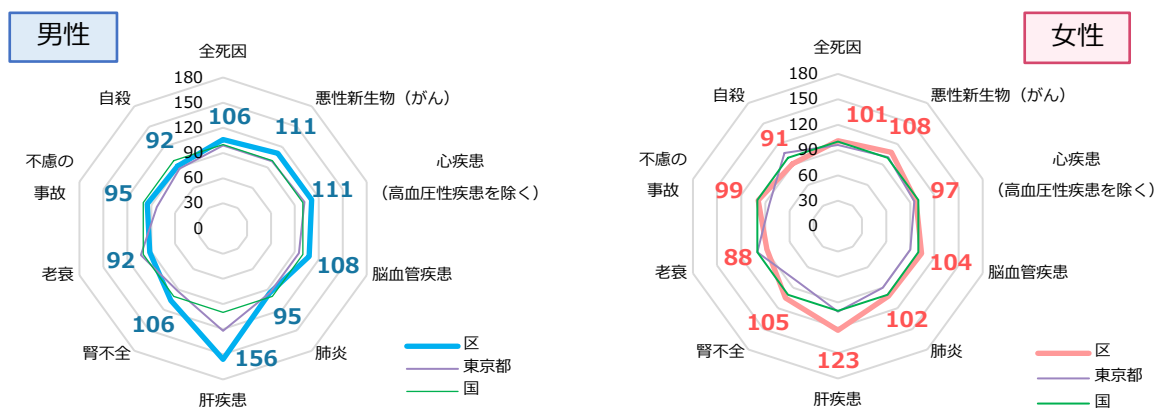 男性
全死因
180
150
120
90
60
30
0
自殺
悪性新生物（がん）
不慮の
事故
心疾患
（高血圧性疾患を除く）
老衰
脳血管疾患
腎不全
肺炎
肝疾患
106
111
111
108
95
156
106
92
95
92
区
東京都
国
女性
全死因
180
150
120
90
60
30
0
自殺
悪性新生物（がん）
不慮の
事故
心疾患
（高血圧性疾患を除く）
老衰
脳血管疾患
腎不全
肺炎
肝疾患
101
108
97
104
102
123
105
88
99
91
区
東京都
国